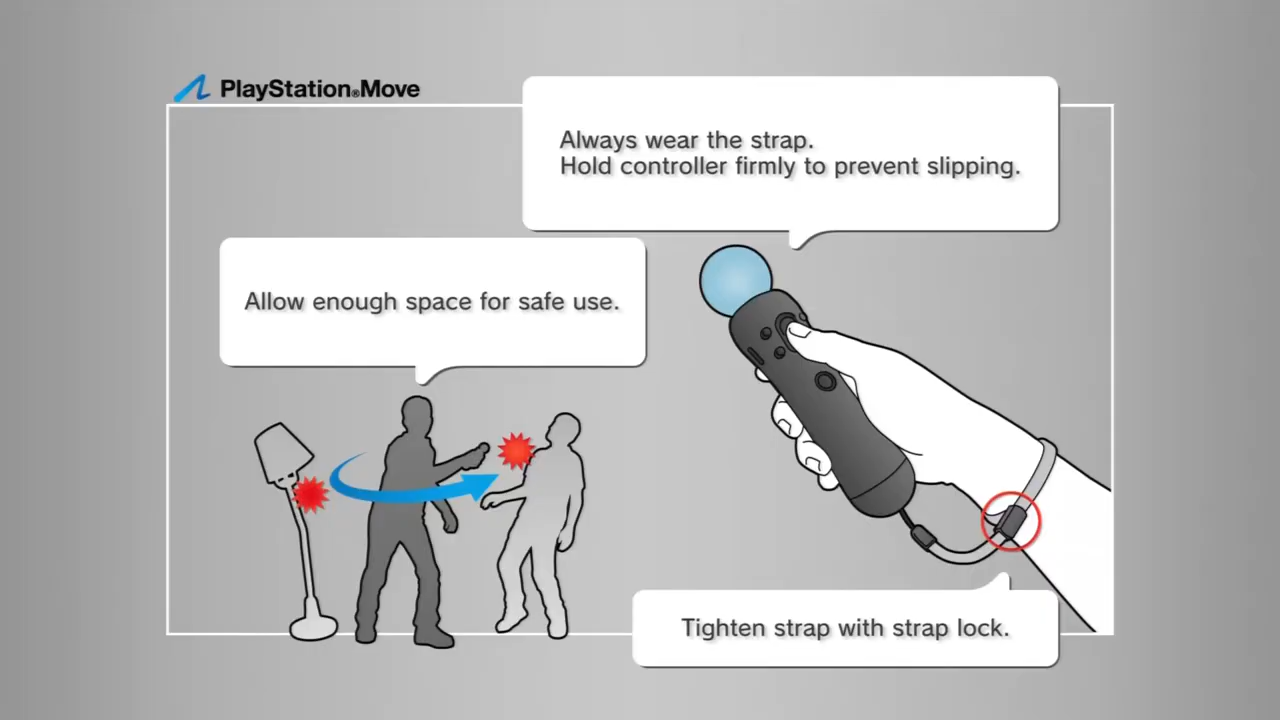 PlayStation®Move
Always wear the strap.
Hold controller firmly to prevent slipping.
Allow enough space for safe use.
Tighten strap with strap lock.